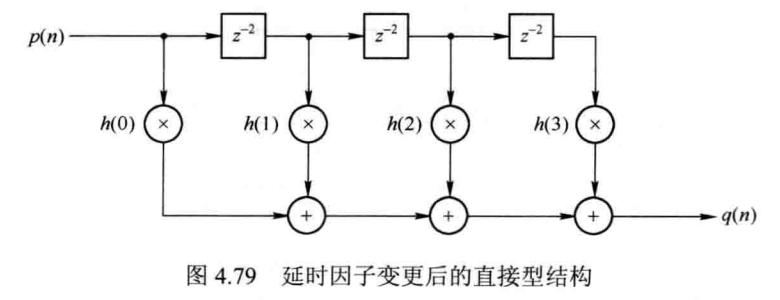 p(n) z⁻² z⁻² z⁻²
h(0) × h(1) × h(2) × h(3) ×
+ + + q(n)
图 4.79 延时因子变更后的直接型结构